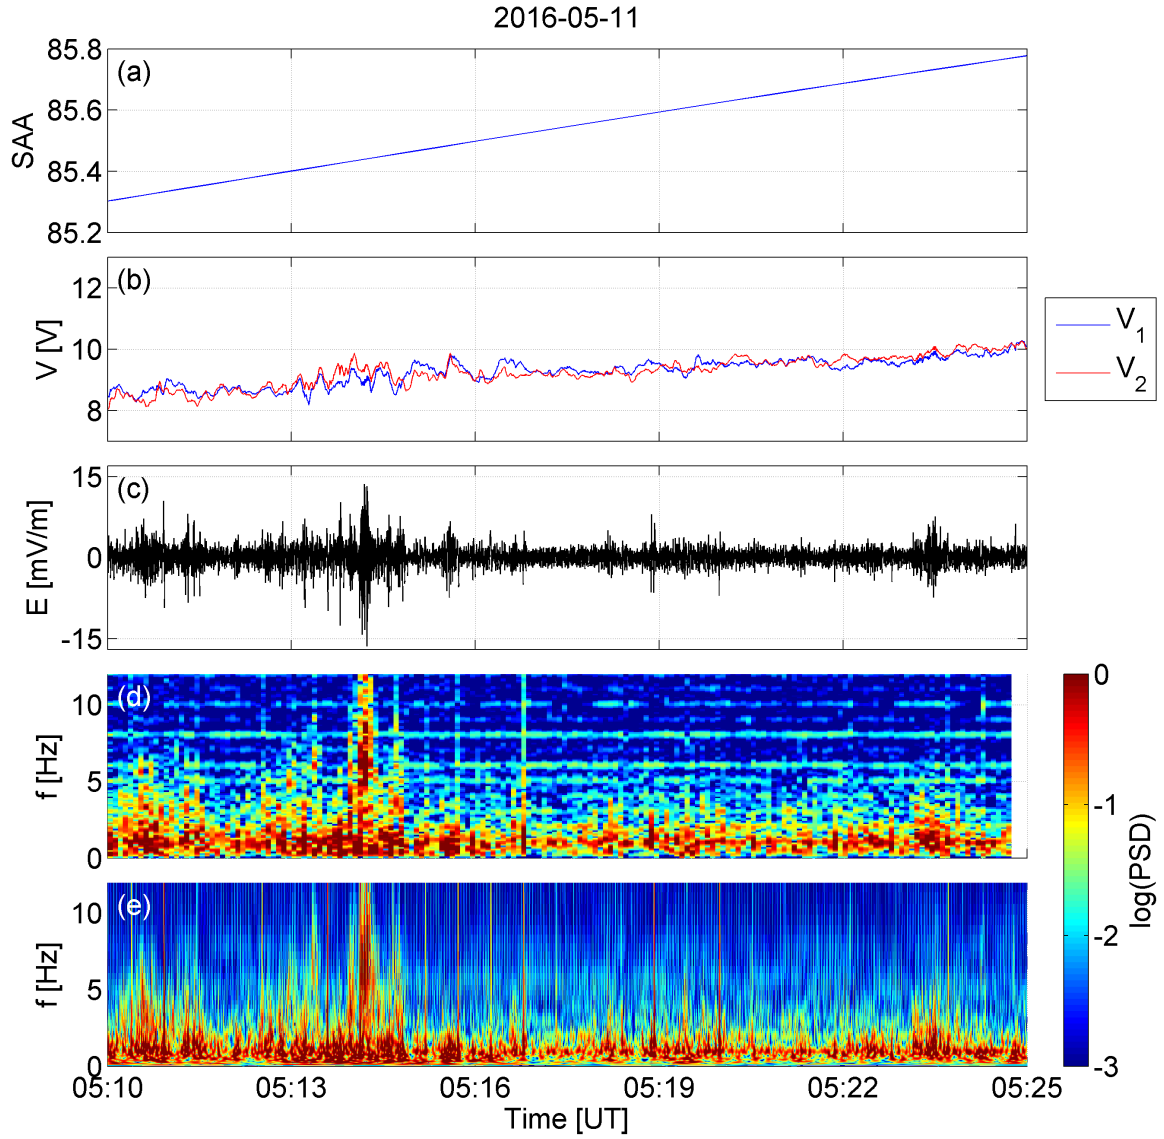 2016-05-11
85.8
(a)
85.6
SAA
85.4
85.2
(b)
12
V [V]
10
8
V1
V2
15
(c)
E [mV/m]
0
-15
(d)
10
f [Hz]
5
0
(e)
10
f [Hz]
5
0
0
-1
log(PSD)
-2
-3
05:10 05:13 05:16 05:19 05:22 05:25
Time [UT]